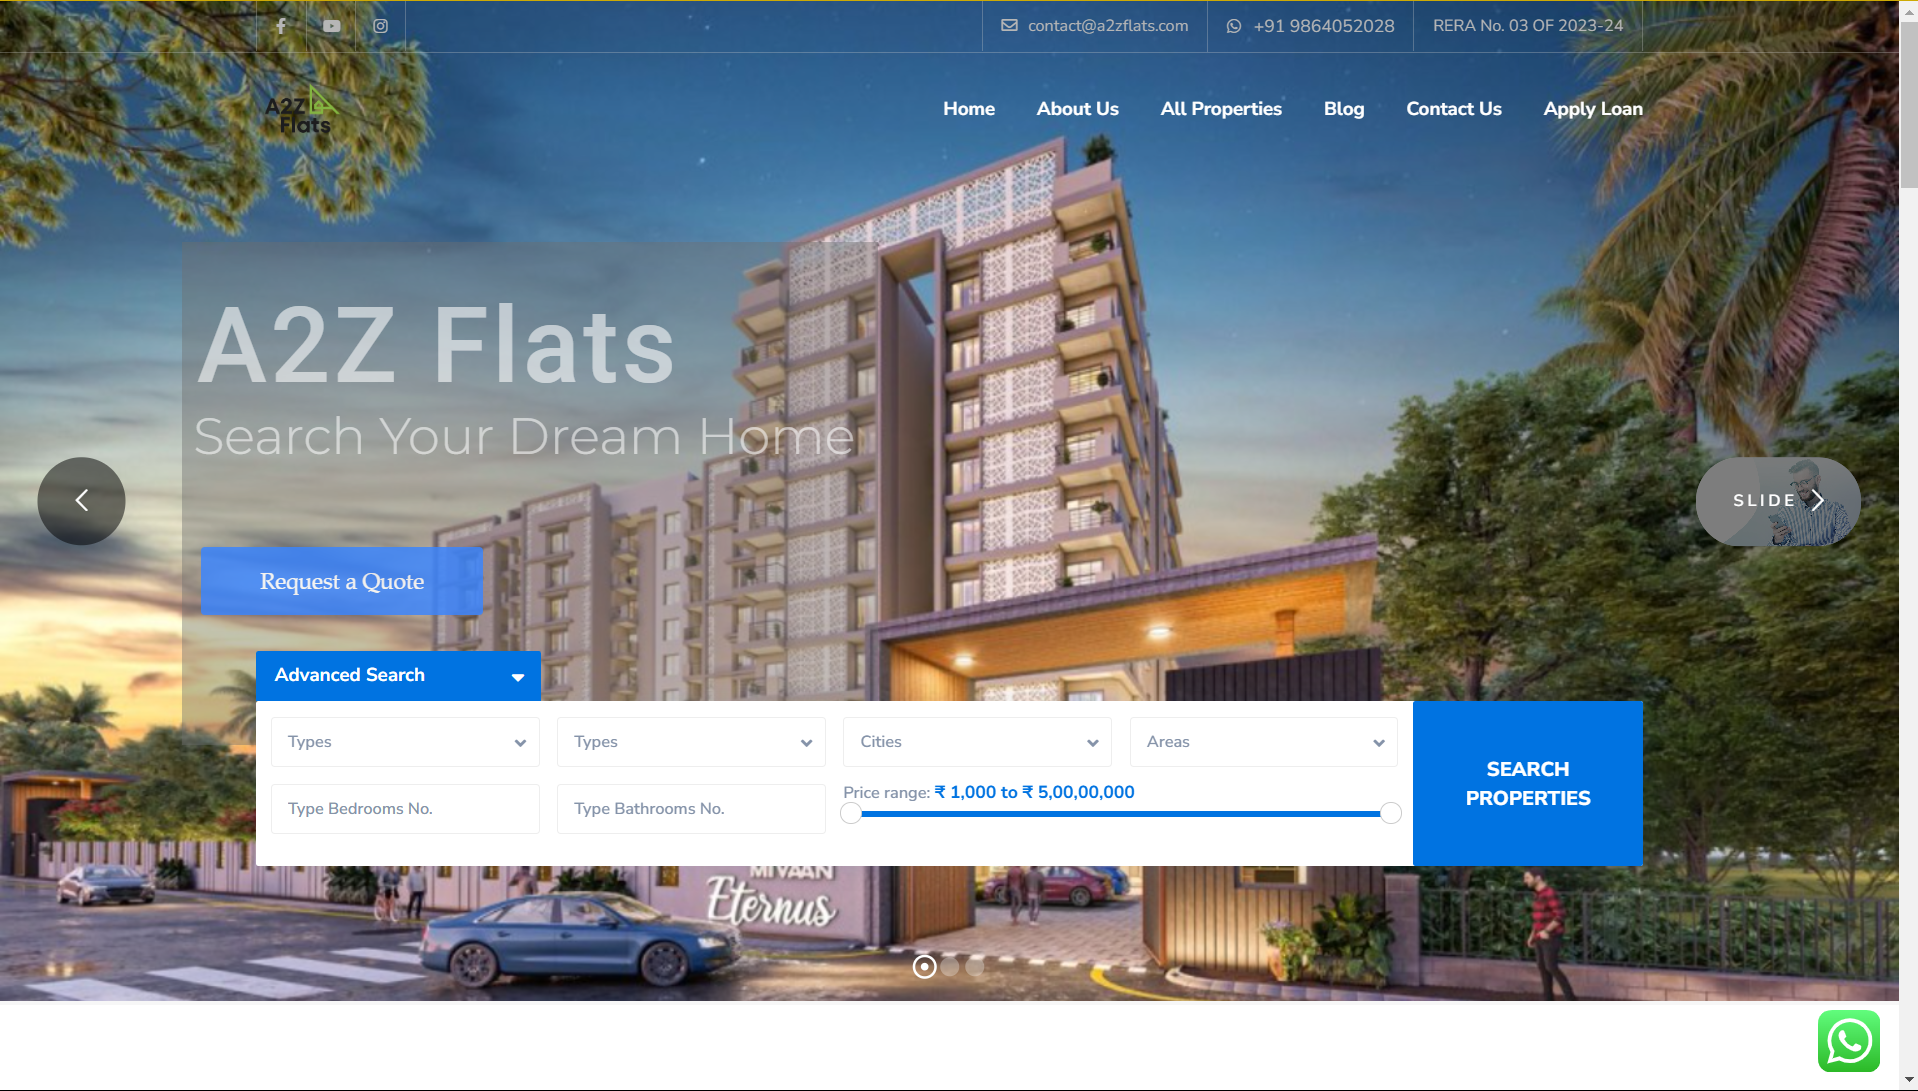 contact@a2zflats.com
+91 9864052028
RERA No. 03 OF 2023-24
A2Z
Flats
Home
About Us
All Properties
Blog
Contact Us
Apply Loan
A2Z Flats
Search Your Dream Home
SLIDE
Request a Quote
Advanced Search
Types
Types
Cities
Areas
Type Bedrooms No.
Type Bathrooms No.
Price range: ₹ 1,000 to ₹ 5,00,00,000
SEARCH
PROPERTIES
MIVAAN
Eternus